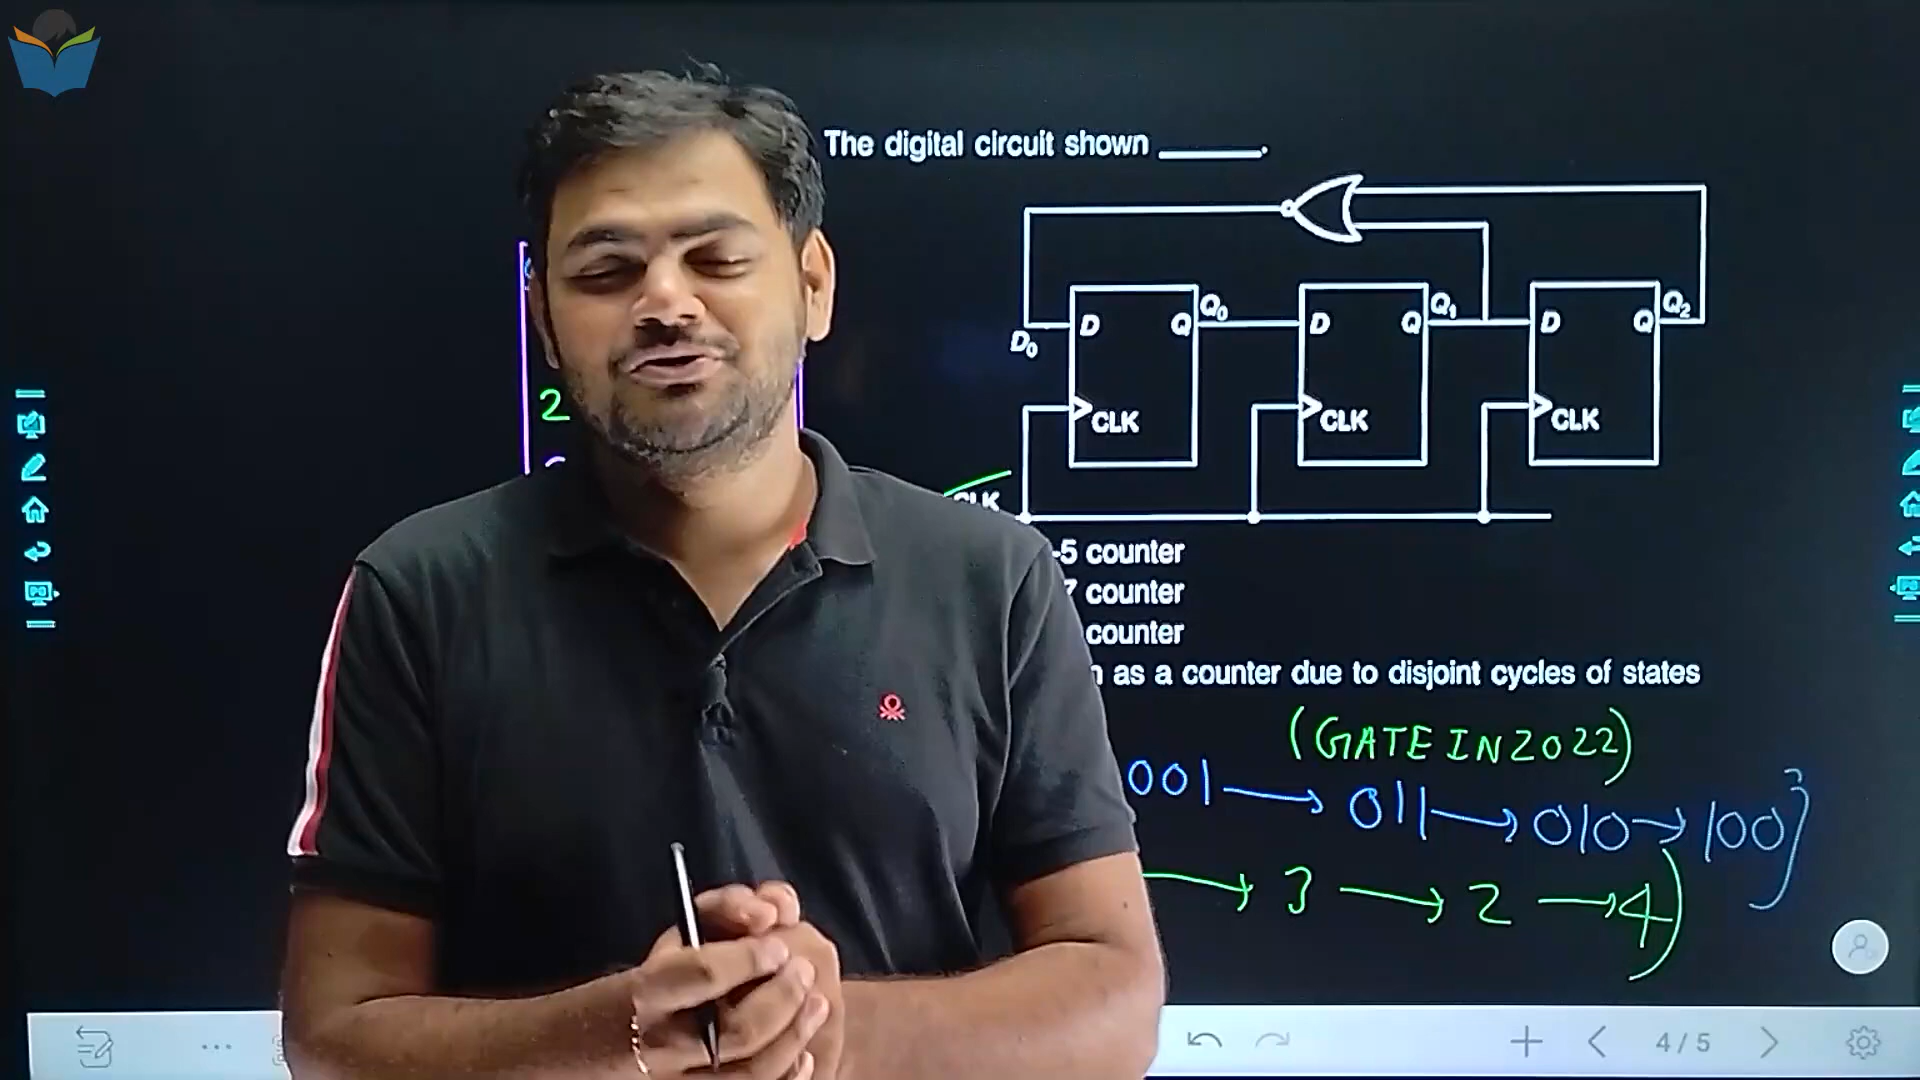 The digital circuit shown ______.
Q0 Q1 Q2
D Q D Q D Q
D0
2
CLK CLK CLK
CLK
-5 counter
7 counter
counter
n as a counter due to disjoint cycles of states
(GATE IN 2022)
001 → 011 → 010 → 100}
→ 3 → 2 → 4)
4 / 5